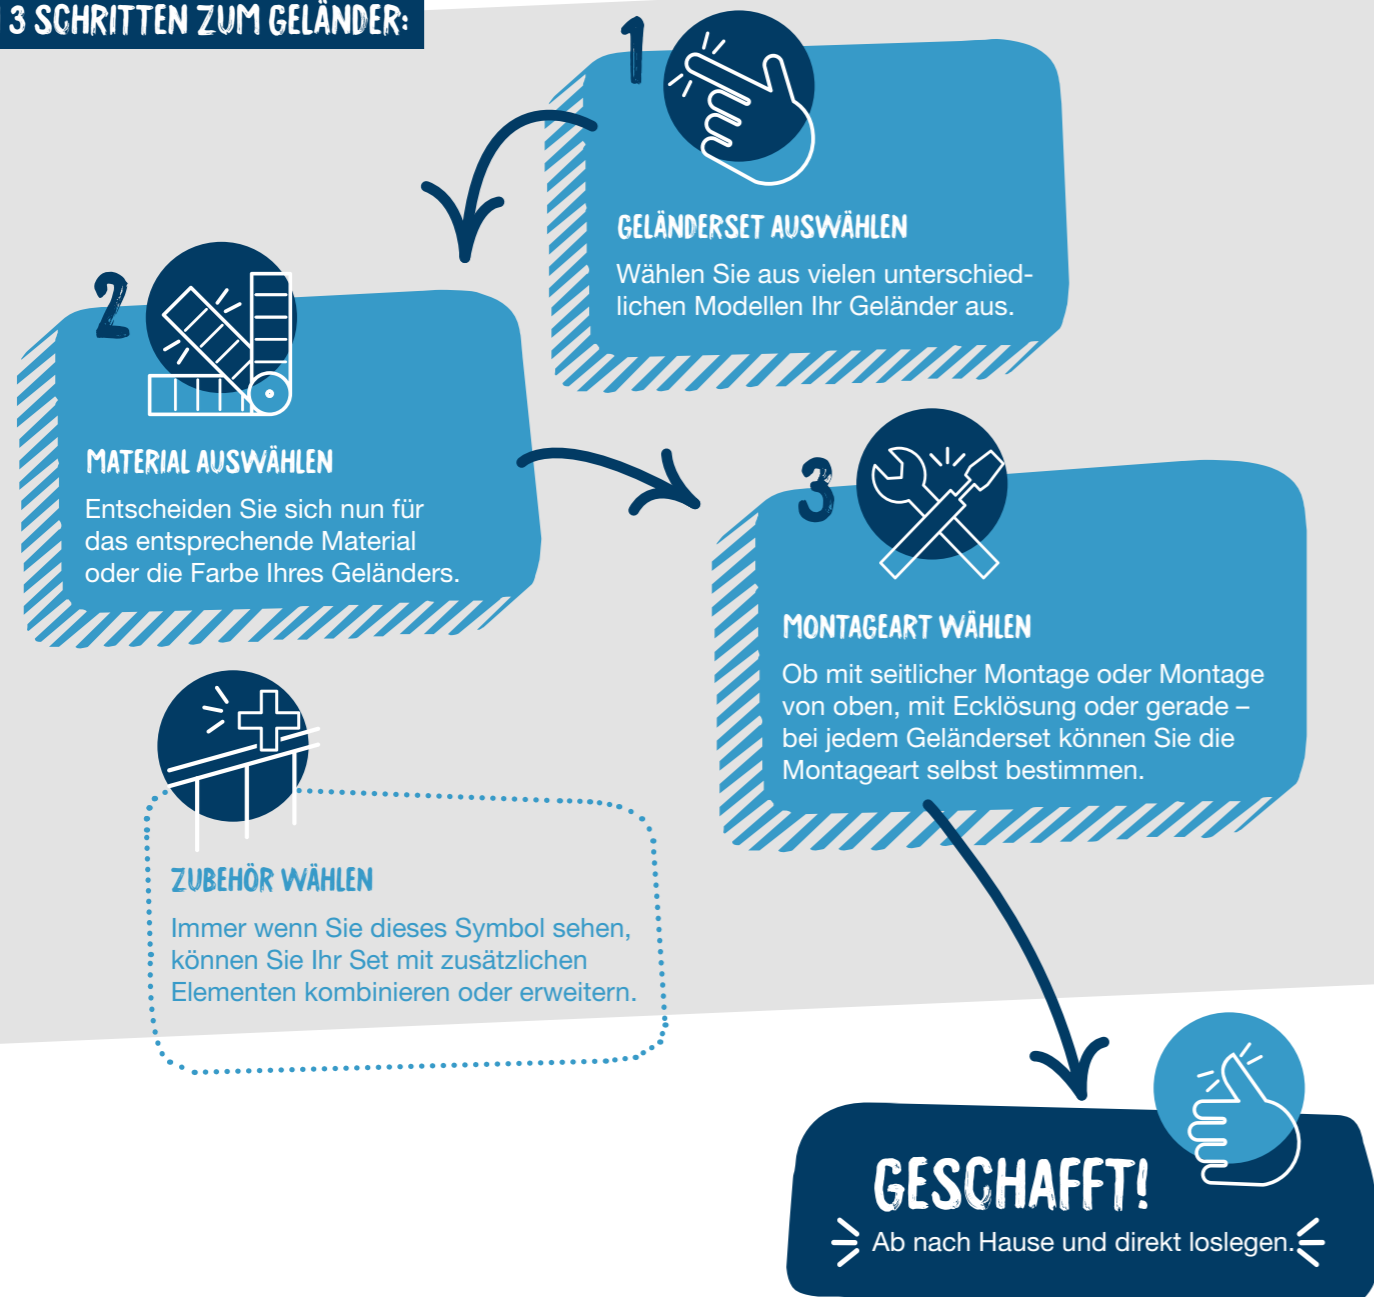 3 SCHRITTEN ZUM GELÄNDER:
1
GELÄNDERSET AUSWÄHLEN
Wählen Sie aus vielen unterschied-
lichen Modellen Ihr Geländer aus.
2
MATERIAL AUSWÄHLEN
Entscheiden Sie sich nun für
das entsprechende Material
oder die Farbe Ihres Geländers.
3
MONTAGEART WÄHLEN
Ob mit seitlicher Montage oder Montage
von oben, mit Ecklösung oder gerade –
bei jedem Geländerset können Sie die
Montageart selbst bestimmen.
ZUBEHÖR WÄHLEN
Immer wenn Sie dieses Symbol sehen,
können Sie Ihr Set mit zusätzlichen
Elementen kombinieren oder erweitern.
GESCHAFFT!
Ab nach Hause und direkt loslegen.